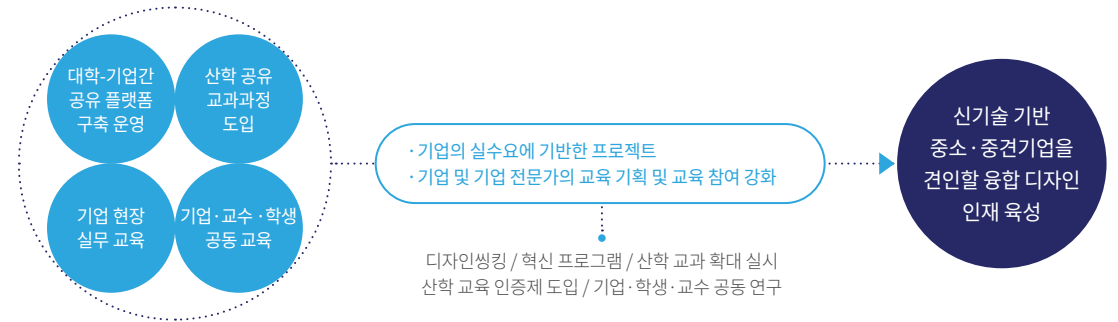 대학-기업간
공유 플랫폼
구축 운영
산학 공유
교과과정
도입
기업 현장
실무 교육
기업·교수·학생
공동 교육
· 기업의 실수요에 기반한 프로젝트
· 기업 및 기업 전문가의 교육 기획 및 교육 참여 강화
디자인씽킹 / 혁신 프로그램 / 산학 교과 확대 실시
산학 교육 인증제 도입 / 기업·학생·교수 공동 연구
신기술 기반
중소·중견기업을
견인할 융합 디자인
인재 육성